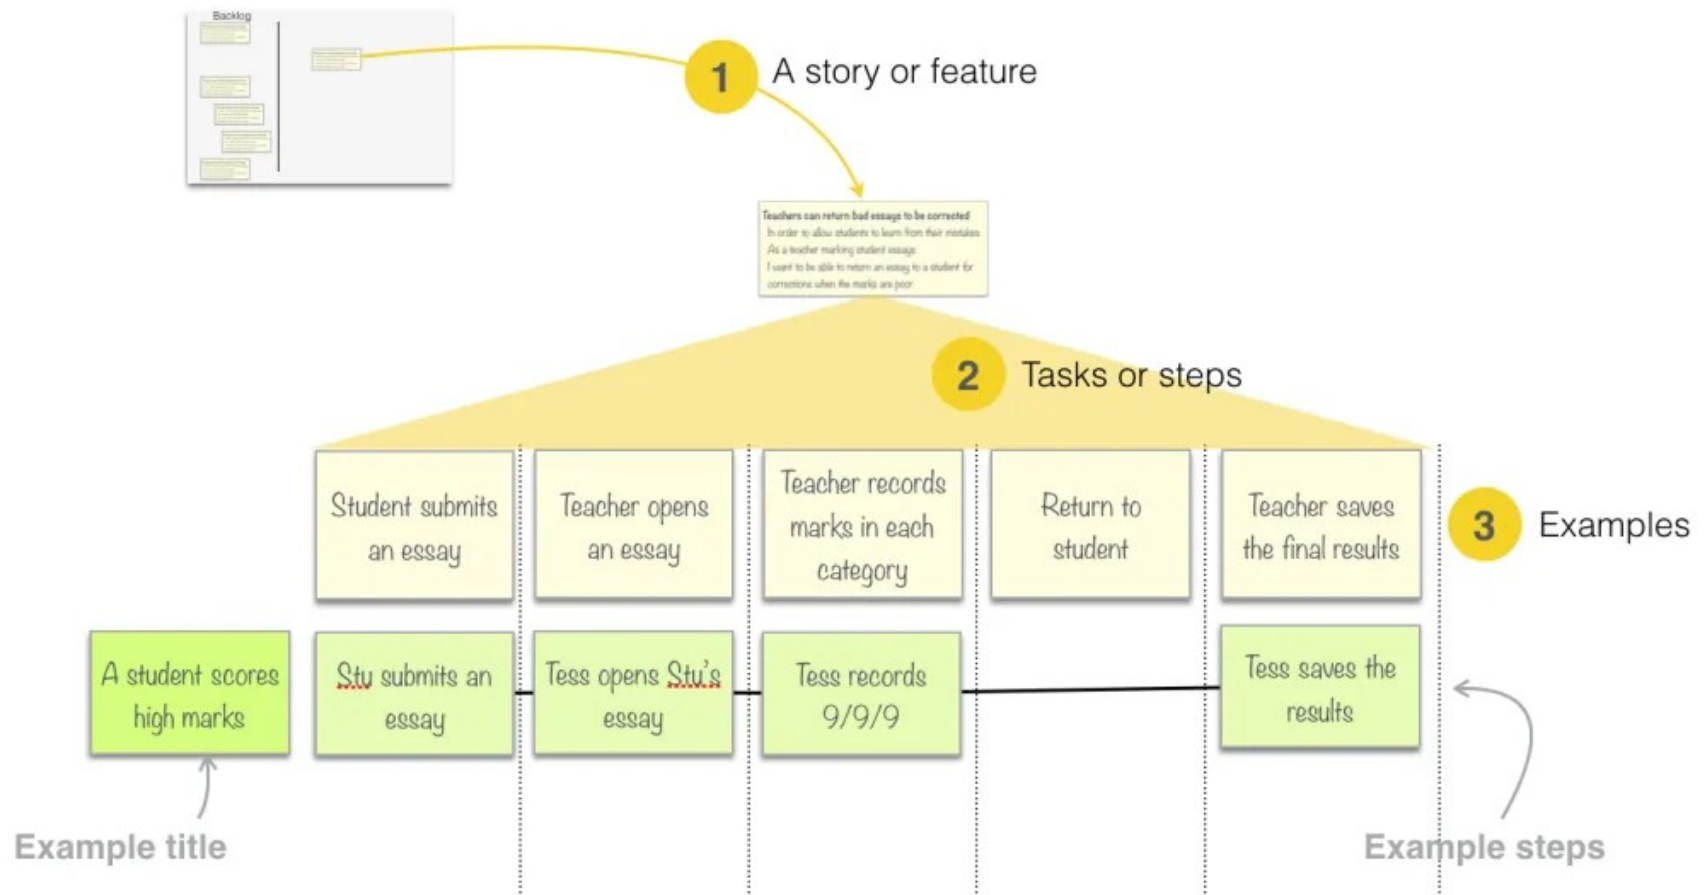 Backlog
1
A story or feature
Teachers can return bad essays to be corrected
In order to allow students to learn from their mistakes
As a teacher marking student essays
I want to be able to return an essay to a student for
corrections when the marks are poor
2
Tasks or steps
Student submits
an essay
Teacher opens
an essay
Teacher records
marks in each
category
Return to
student
Teacher saves
the final results
3
Examples
A student scores
high marks
Stu submits an
essay
Tess opens Stu's
essay
Tess records
9/9/9
Tess saves the
results
Example title
Example steps